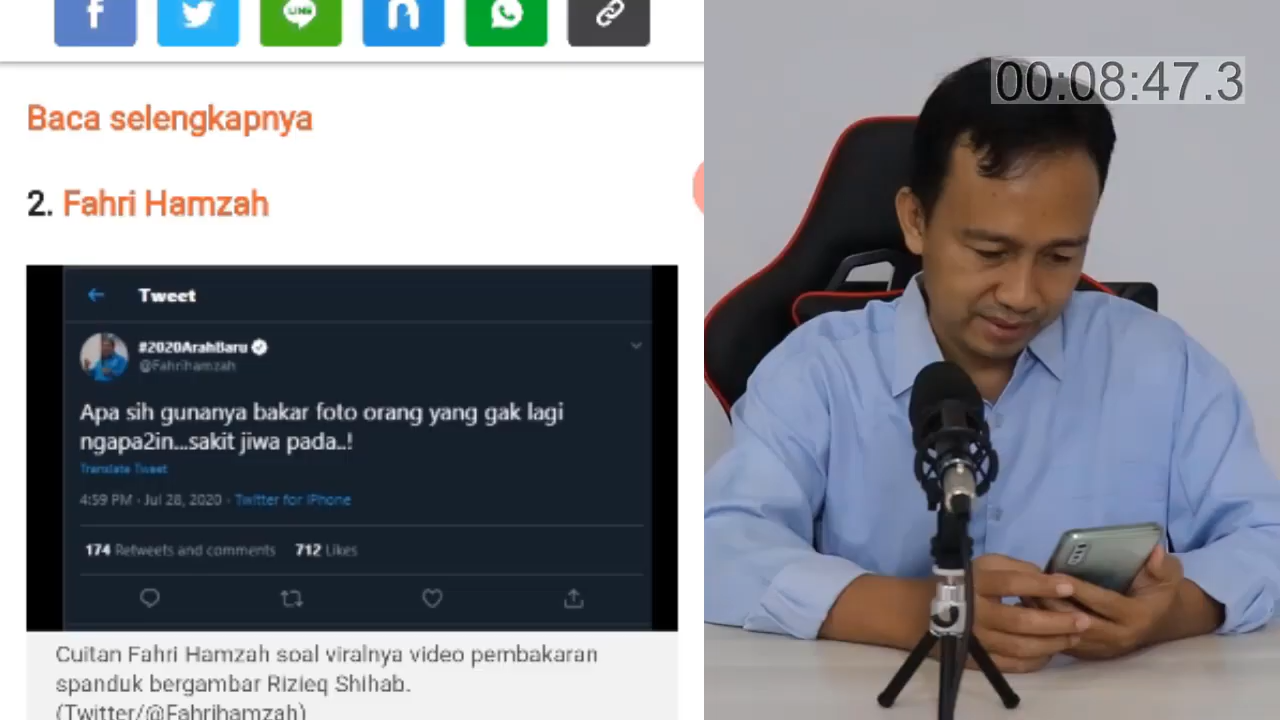 f
LINE
00:08:47.3
Baca selengkapnya
2. Fahri Hamzah
Tweet
#2020ArahBaru
@Fahrihamzah
Apa sih gunanya bakar foto orang yang gak lagi
ngapa2in...sakit jiwa pada..!
Translate Tweet
4:59 PM · Jul 28, 2020 · Twitter for iPhone
174 Retweets and comments 712 Likes
Cuitan Fahri Hamzah soal viralnya video pembakaran
spanduk bergambar Rizieq Shihab.
(Twitter/@Fahrihamzah)